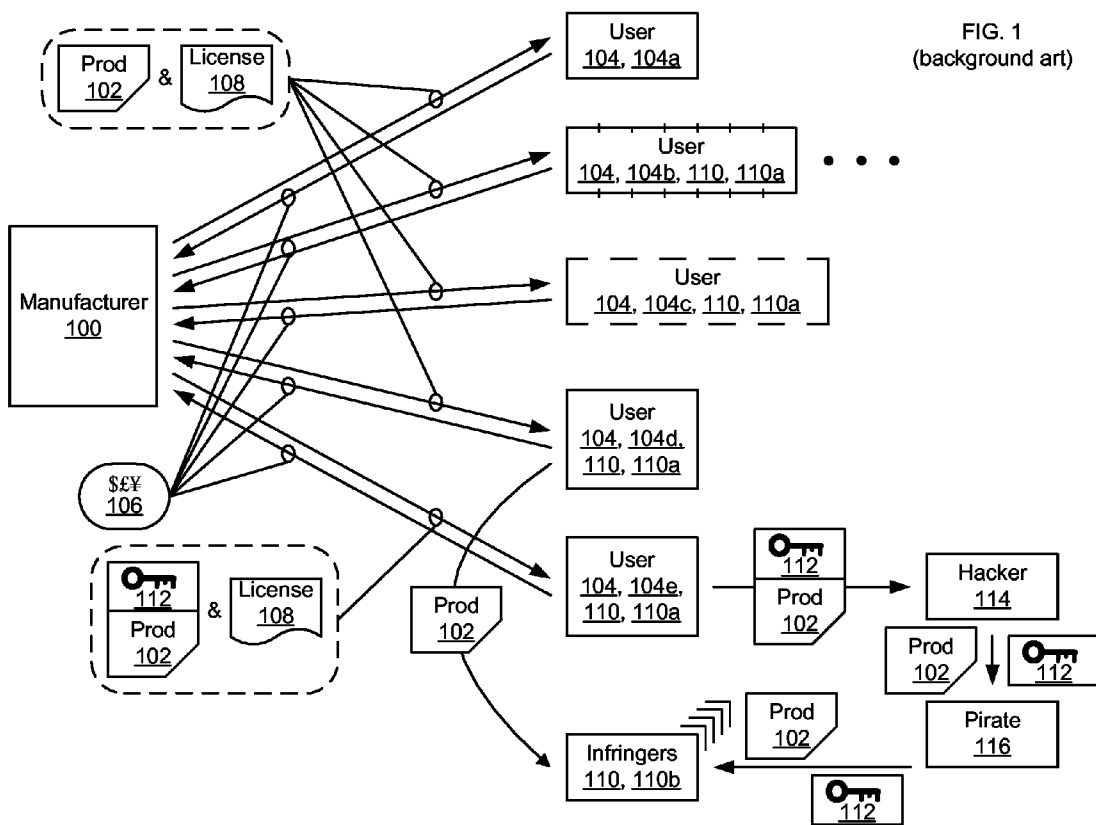 FIG. 1
(background art)
Prod
102
&
License
108
User
104, 104a
User
104, 104b, 110, 110a
Manufacturer
100
User
104, 104c, 110, 110a
User
104, 104d,
110, 110a
$£¥
106
112
Prod
102
&
License
108
Prod
102
User
104, 104e,
110, 110a
112
Prod
102
Hacker
114
Prod
102
112
Pirate
116
Prod
102
112
Infringers
110, 110b